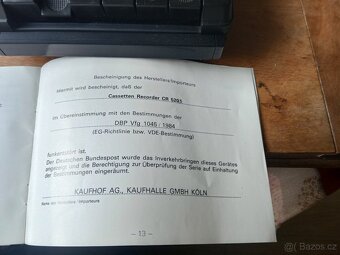 Bescheinigung des Herstellers/Importeurs
Hiermit wird bescheinigt, daß der
Cassetten Recorder CB 5201
im Übereinstimmung mit den Bestimmungen der
DBP Vfg 1046 : 1984
(EG-Richtlinie bzw. VDE-Bestimmung)
funkentstört ist.
Der Deutschen Bundespost wurde das Inverkehrbringen dieses Gerätes
angezeigt und die Berechtigung zur Überprüfung der Serie auf Einhaltung
der Bestimmungen eingeräumt.
KAUFHOF AG., KAUFHALLE GMBH KÖLN
Name des Herstellers / Importeurs
– 13 –
Bazoš.cz